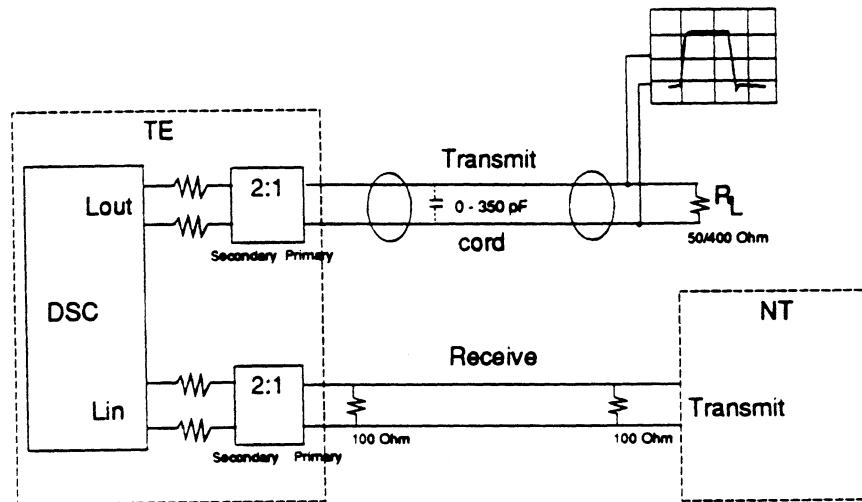 TE
2:1
Transmit
Lout
0 - 350 pF
RL
cord
50/400 Ohm
Secondary Primary
DSC
NT
Receive
2:1
Lin
Transmit
100 Ohm
100 Ohm
Secondary Primary